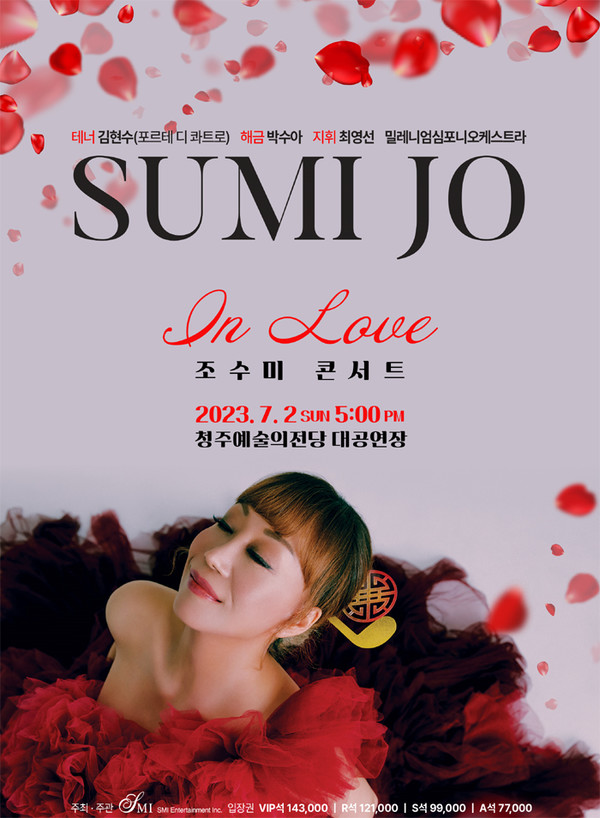 테너 김현수(포르테 디 콰트로) 해금 박수아 지휘 최영선 밀레니엄심포니오케스트라
SUMI JO
In Love
조수미 콘서트
2023. 7. 2 SUN 5:00 PM
청주예술의전당 대공연장
주최·주관 SMI SMI Entertainment Inc. 입장권 VIP석 143,000 | R석 121,000 | S석 99,000 | A석 77,000